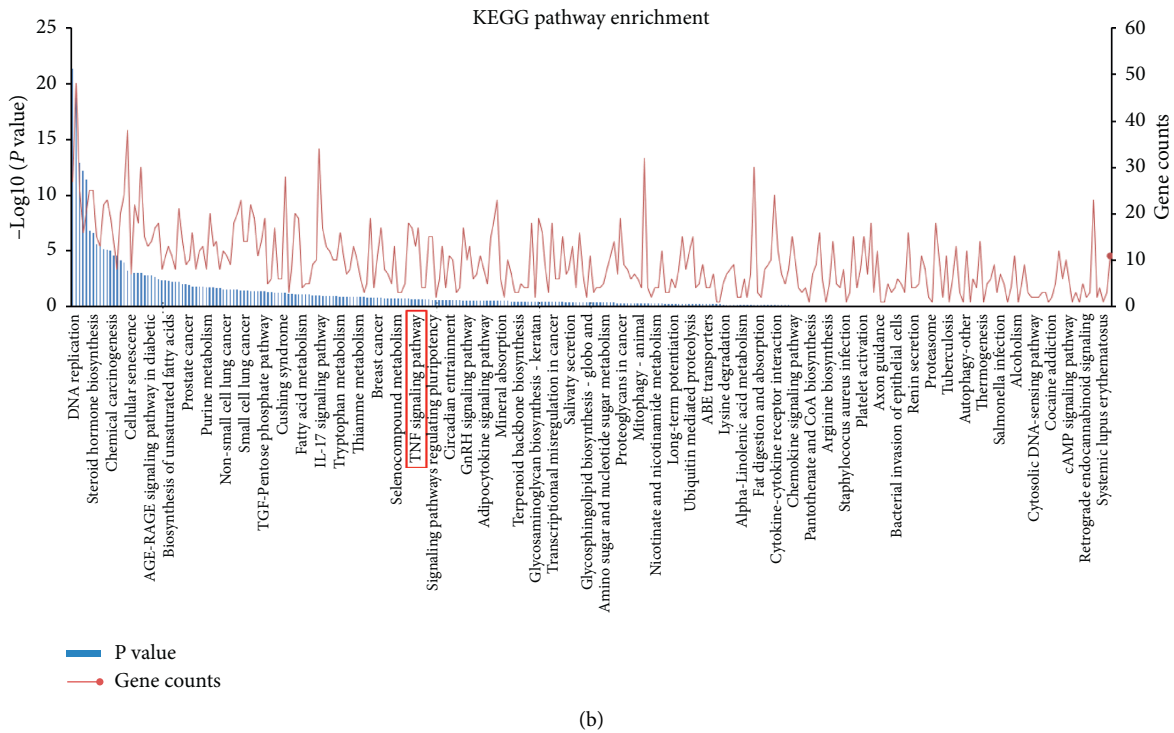 KEGG pathway enrichment
25
20
15
10
5
0
–Log10 (P value)
60
50
40
30
20
10
0
Gene counts
DNA replication
Steroid hormone biosynthesis
Chemical carcinogenesis
Cellular senescence
AGE-RAGE signaling pathway in diabetic
Biosynthesis of unsaturated fatty acids
Prostate cancer
Purine metabolism
Non-small cell lung cancer
Small cell lung cancer
TGF-Pentose phosphate pathway
Cushing syndrome
Fatty acid metabolism
IL-17 signaling pathway
Tryptophan metabolism
Thiamne metabolism
Breast cancer
Selenocompound metabolism
TNF signaling pathway
Signaling pathways regulating pluripotency
Circadian entrainment
GnRH signaling pathway
Adipocytokine signaling pathway
Mineral absorption
Terpenoid backbone biosynthesis
Glycosaminoglycan biosynthesis - keratan
Transcriptionaal misregulation in cancer
Salivaty secretion
Glycosphingolipid biosynthesis - globo and
Amino sugar and nucleotide sugar metabolism
Proteoglycans in cancer
Mitophagy - animal
Nicotinate and nicotinamide metabolism
Long-term potentiation
Ubiquitin mediated proteolysis
ABE transporters
Lysine degradation
Alpha-Linolenic acid metabolism
Fat digestion and absorption
Cytokine-cytokine receptor interaction
Chemokine signaling pathway
Pantothenate and CoA biosynthesis
Arginine biosynthesis
Staphylococcus aureus infection
Platelet activation
Axon guidance
Bacterial invasion of epithelial cells
Renin secretion
Proteasome
Tuberculosis
Autophagy-other
Thermogenesis
Salmonella infection
Alcoholism
Cytosolic DNA-sensing pathway
Cocaine addiction
cAMP signaling pathway
Retrograde endocannabinoid signaling
Systemic lupus erythematosus
P value
Gene counts
(b)